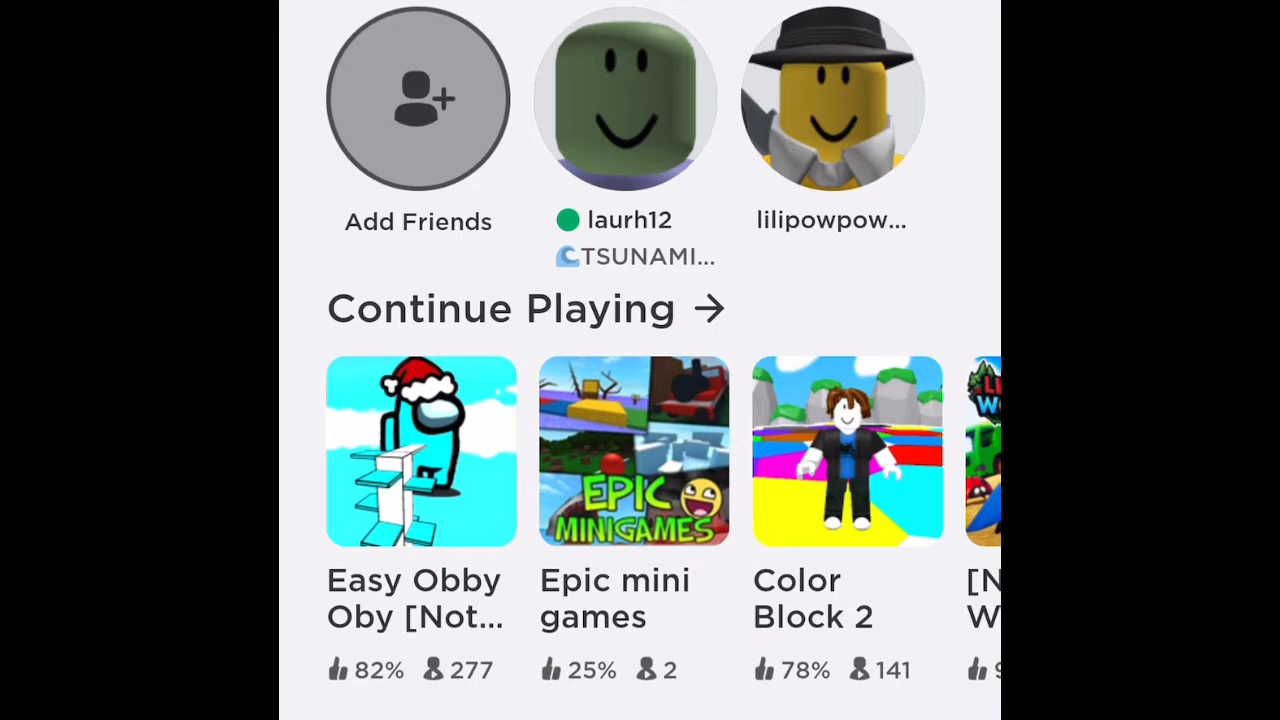 Add Friends
laurh12
lilipowpow...
TSUNAMI...
Continue Playing →
EPIC
MINIGAMES
Easy Obby
Oby [Not...
Epic mini
games
Color
Block 2
[N
W
82%
277
25%
2
78%
141
9